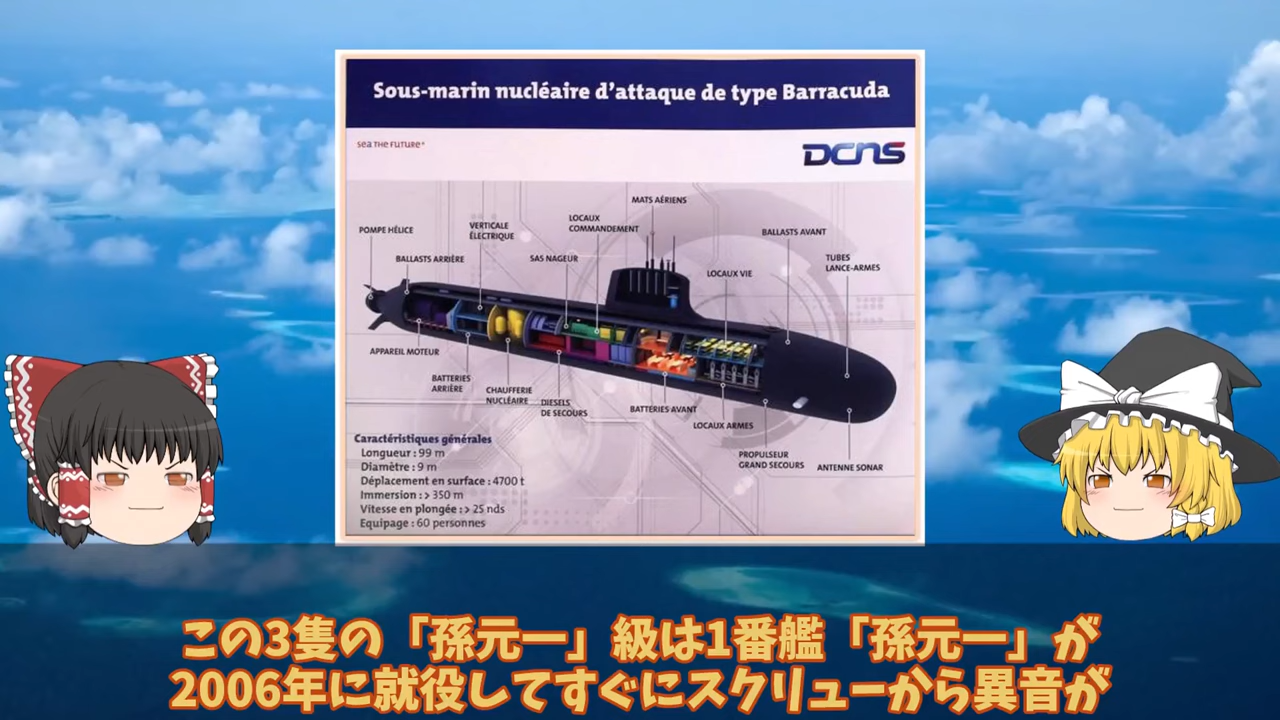 Sous-marin nucléaire d'attaque de type Barracuda
SEA THE FUTURE®
DCNS
MATS AÉRIENS
LOCAUX
COMMANDEMENT
VERTICALE
ÉLECTRIQUE
POMPE HÉLICE
BALLASTS AVANT
BALLASTS ARRIÈRE
SAS NAGEUR
TUBES
LANCE-ARMES
LOCAUX VIE
APPAREIL MOTEUR
BATTERIES
ARRIÈRE
CHAUFFERIE
NUCLÉAIRE
DIESELS
DE SECOURS
BATTERIES AVANT
LOCAUX ARMES
PROPULSEUR
GRAND SECOURS
ANTENNE SONAR
Caractéristiques générales
Longueur : 99 m
Diamètre : 9 m
Déplacement en surface : 4700 t
Immersion : > 350 m
Vitesse en plongée : > 25 nds
Equipage : 60 personnes
この3隻の「孫元一」級は1番艦「孫元一」が
2006年に就役してすぐにスクリューから異音が